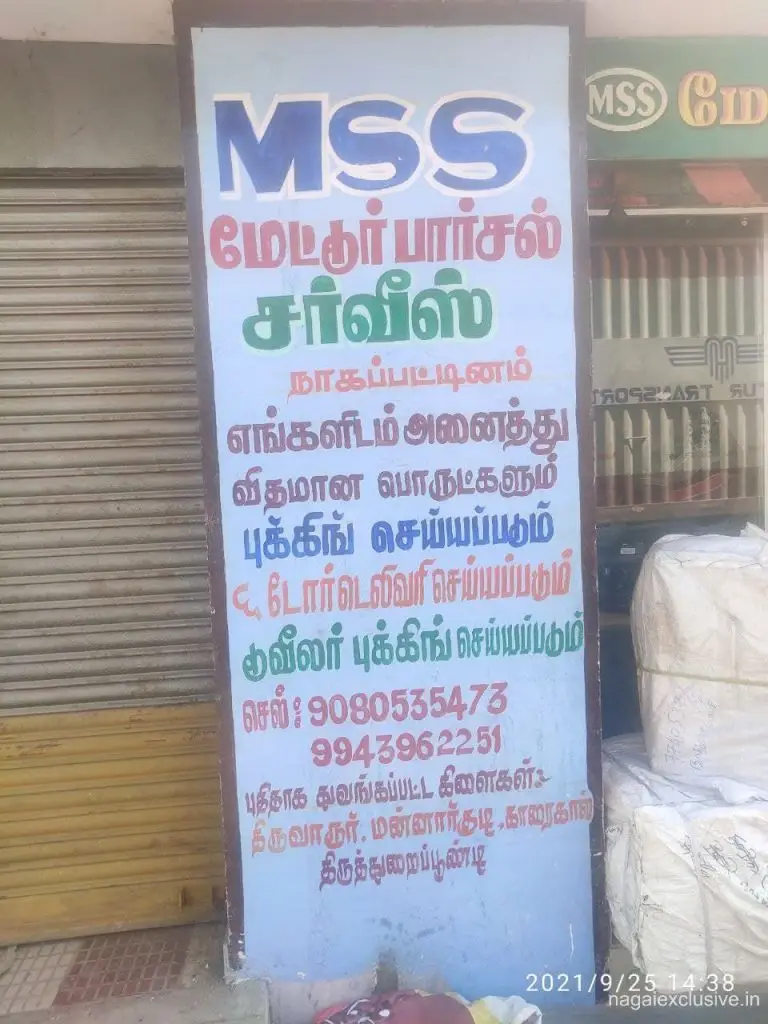 MSS
மேட்டூர் பார்சல்
சர்வீஸ்
நாகப்பட்டினம்
எங்களிடம் அனைத்து
விதமான பொருட்களும்
புக்கிங் செய்யப்படும்
டோர்டெலிவரி செய்யப்படும்
டூவீலர் புக்கிங் செய்யப்படும்
செல்: 9080535473
9943962251
புதிதாக துவங்கப்பட்ட கிளைகள்:-
திருவாரூர், மன்னார்குடி, காரைகால்
திருத்துறைப்பூண்டி
MSS மே
TRANSPORT
2021/9/25 14:38
nagaiexclusive.in